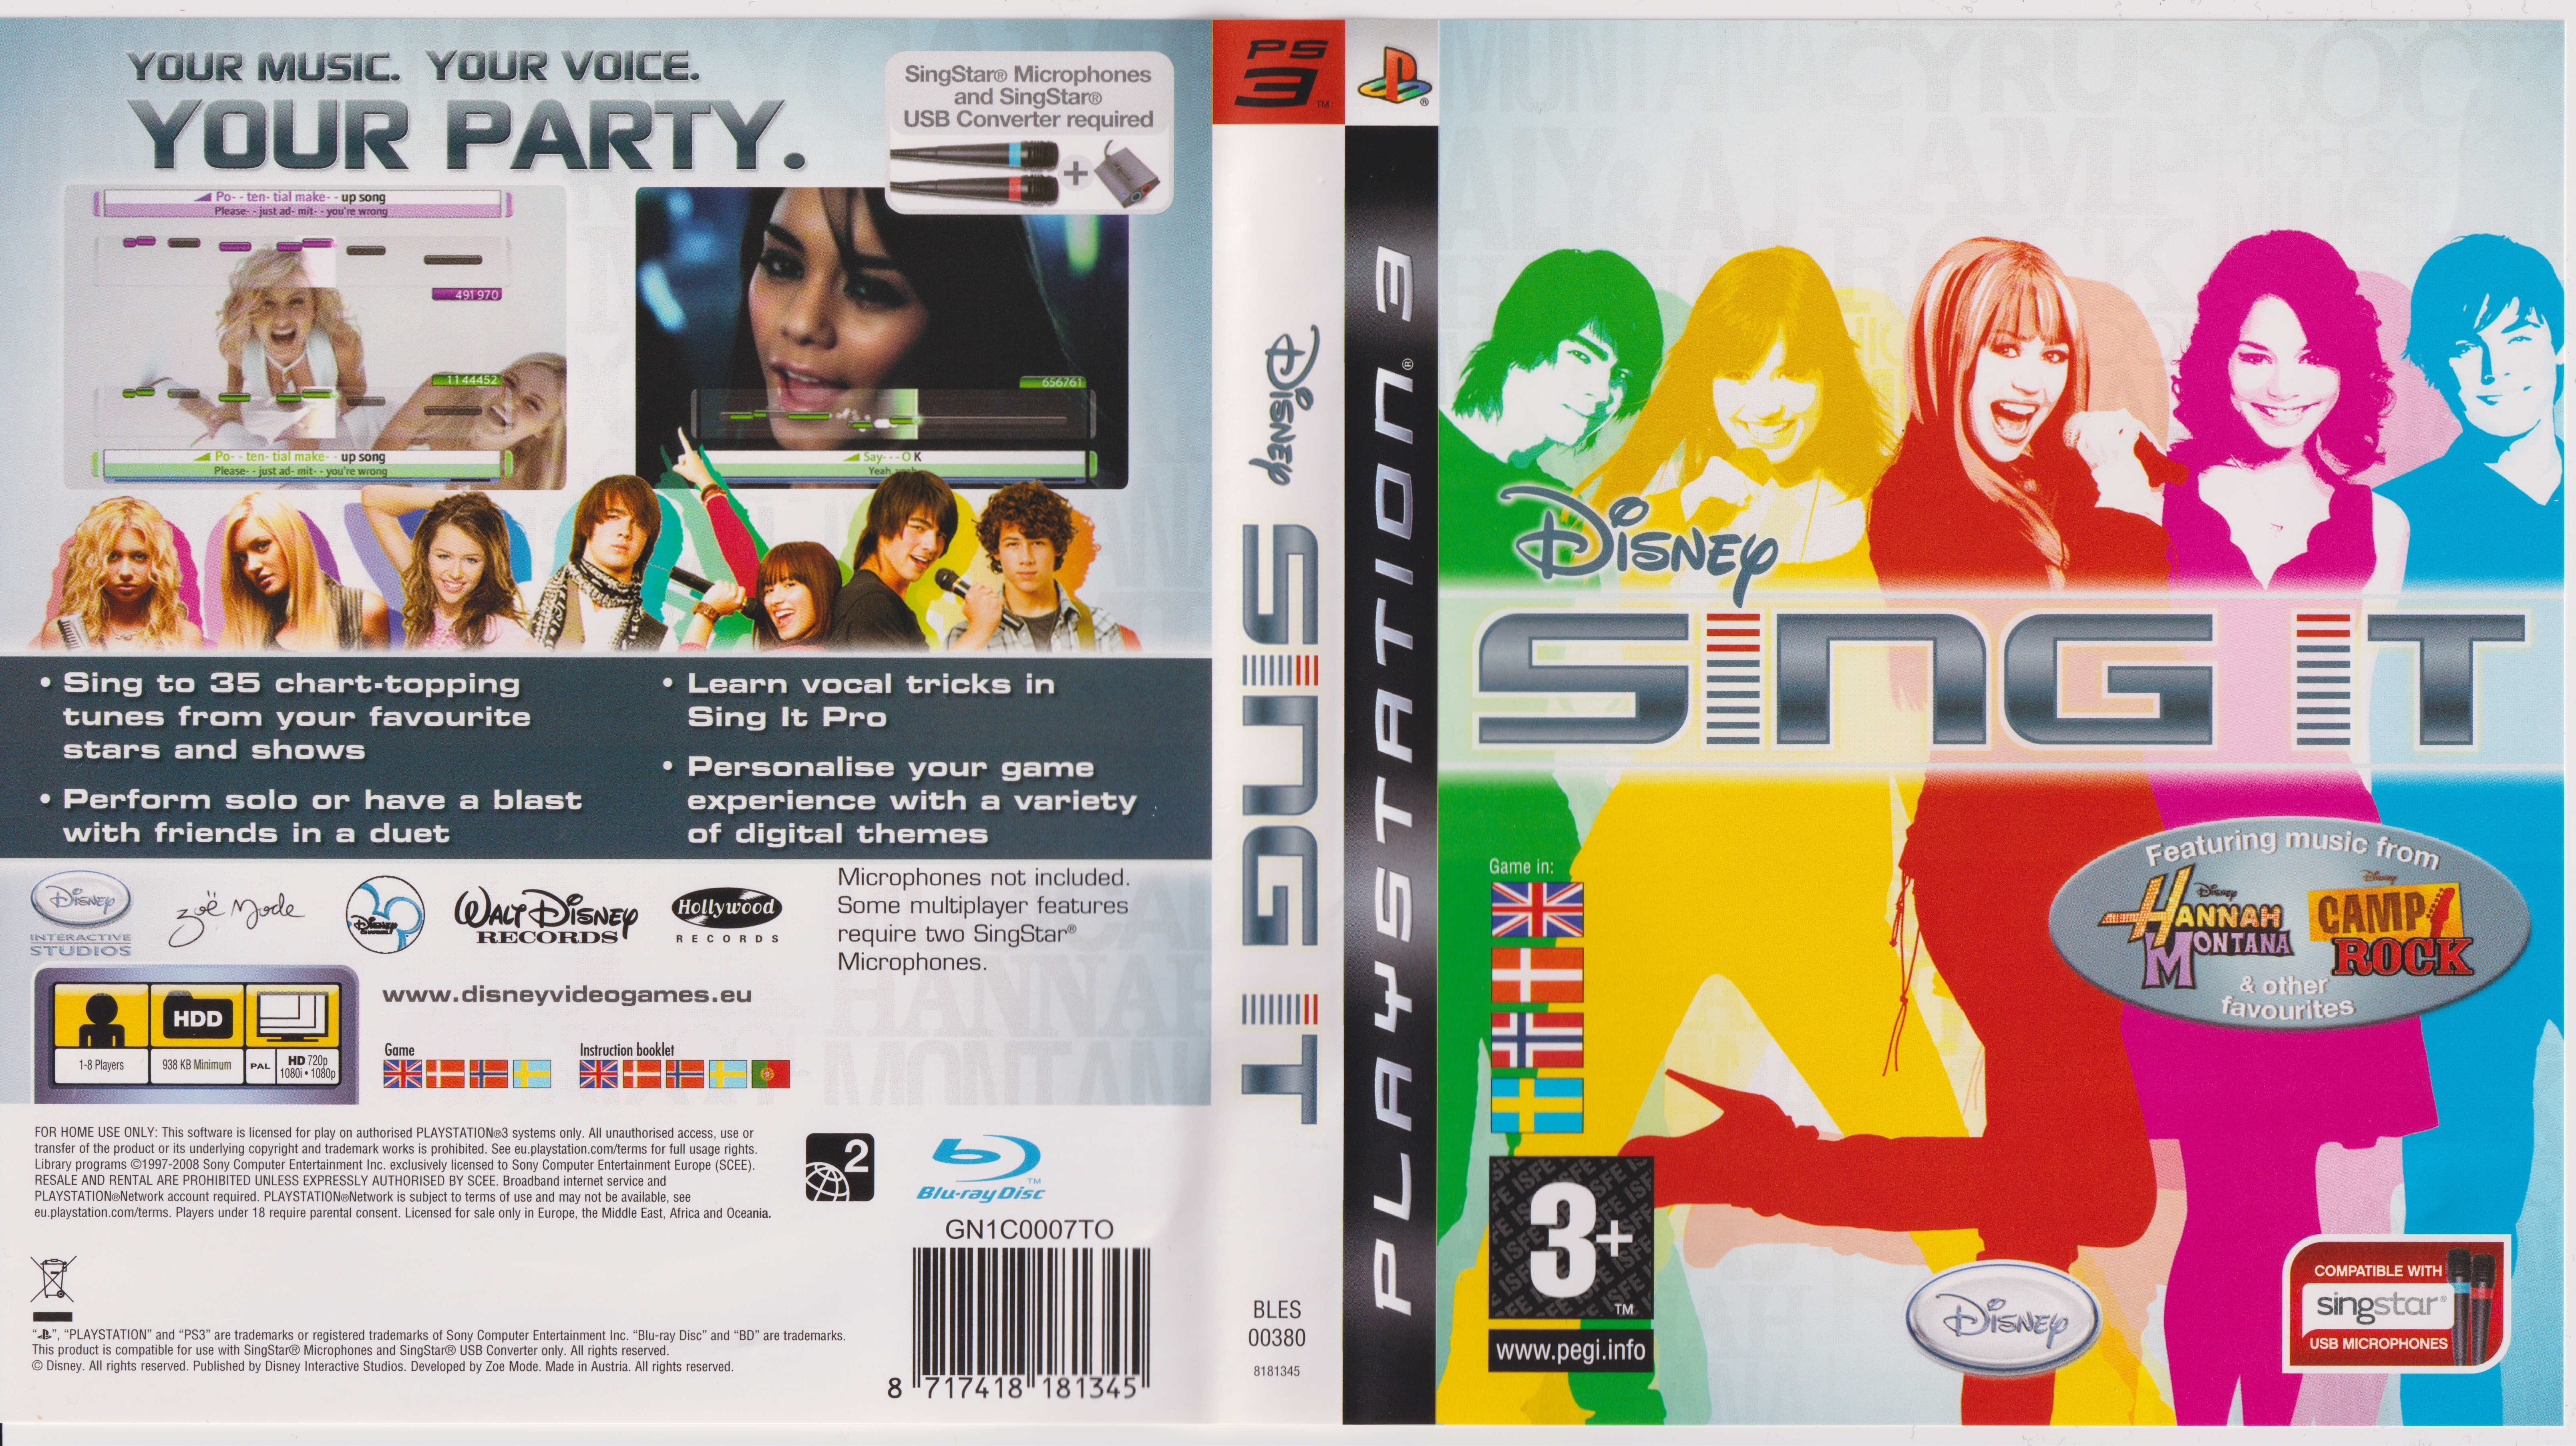 YOUR MUSIC. YOUR VOICE.
YOUR PARTY.
SingStar® Microphones
and SingStar®
USB Converter required
+
Po- - ten- tial make- - up song
Please- - just ad- mit- - you're wrong
491970
1144452
Po- - ten- tial make- - up song
Please- - just ad- mit- - you're wrong
656761
Say- - - O K
Yeah
• Sing to 35 chart-topping
tunes from your favourite
stars and shows
• Perform solo or have a blast
with friends in a duet
• Learn vocal tricks in
Sing It Pro
• Personalise your game
experience with a variety
of digital themes
Disney
INTERACTIVE
STUDIOS
zoë Mode
Disney
WALT DISNEY
RECORDS
Hollywood
RECORDS
Microphones not included.
Some multiplayer features
require two SingStar®
Microphones.
www.disneyvideogames.eu
HDD
1-8 Players
938 KB Minimum
PAL
HD 720p
1080i • 1080p
Game
Instruction booklet
FOR HOME USE ONLY: This software is licensed for play on authorised PLAYSTATION®3 systems only. All unauthorised access, use or
transfer of the product or its underlying copyright and trademark works is prohibited. See eu.playstation.com/terms for full usage rights.
Library programs ©1997-2008 Sony Computer Entertainment Inc. exclusively licensed to Sony Computer Entertainment Europe (SCEE).
RESALE AND RENTAL ARE PROHIBITED UNLESS EXPRESSLY AUTHORISED BY SCEE. Broadband internet service and
PLAYSTATION®Network account required. PLAYSTATION®Network is subject to terms of use and may not be available, see
eu.playstation.com/terms. Players under 18 require parental consent. Licensed for sale only in Europe, the Middle East, Africa and Oceania.
2
Blu-ray Disc™
GN1C0007TO
8 717418 181345
"PS", "PLAYSTATION" and "PS3" are trademarks or registered trademarks of Sony Computer Entertainment Inc. "Blu-ray Disc" and "BD" are trademarks.
This product is compatible for use with SingStar® Microphones and SingStar® USB Converter only. All rights reserved.
© Disney. All rights reserved. Published by Disney Interactive Studios. Developed by Zoe Mode. Made in Austria. All rights reserved.
PS
3™
DISNEY
SING IT
BLES
00380
8181345
®
PLAYSTATION®3
DISNEY
SING IT
Game in:
Featuring music from
Disney
HANNAH
MONTANA
Disney
CAMP
ROCK
& other
favourites
3+™
www.pegi.info
Disney
COMPATIBLE WITH
singstar®
USB MICROPHONES